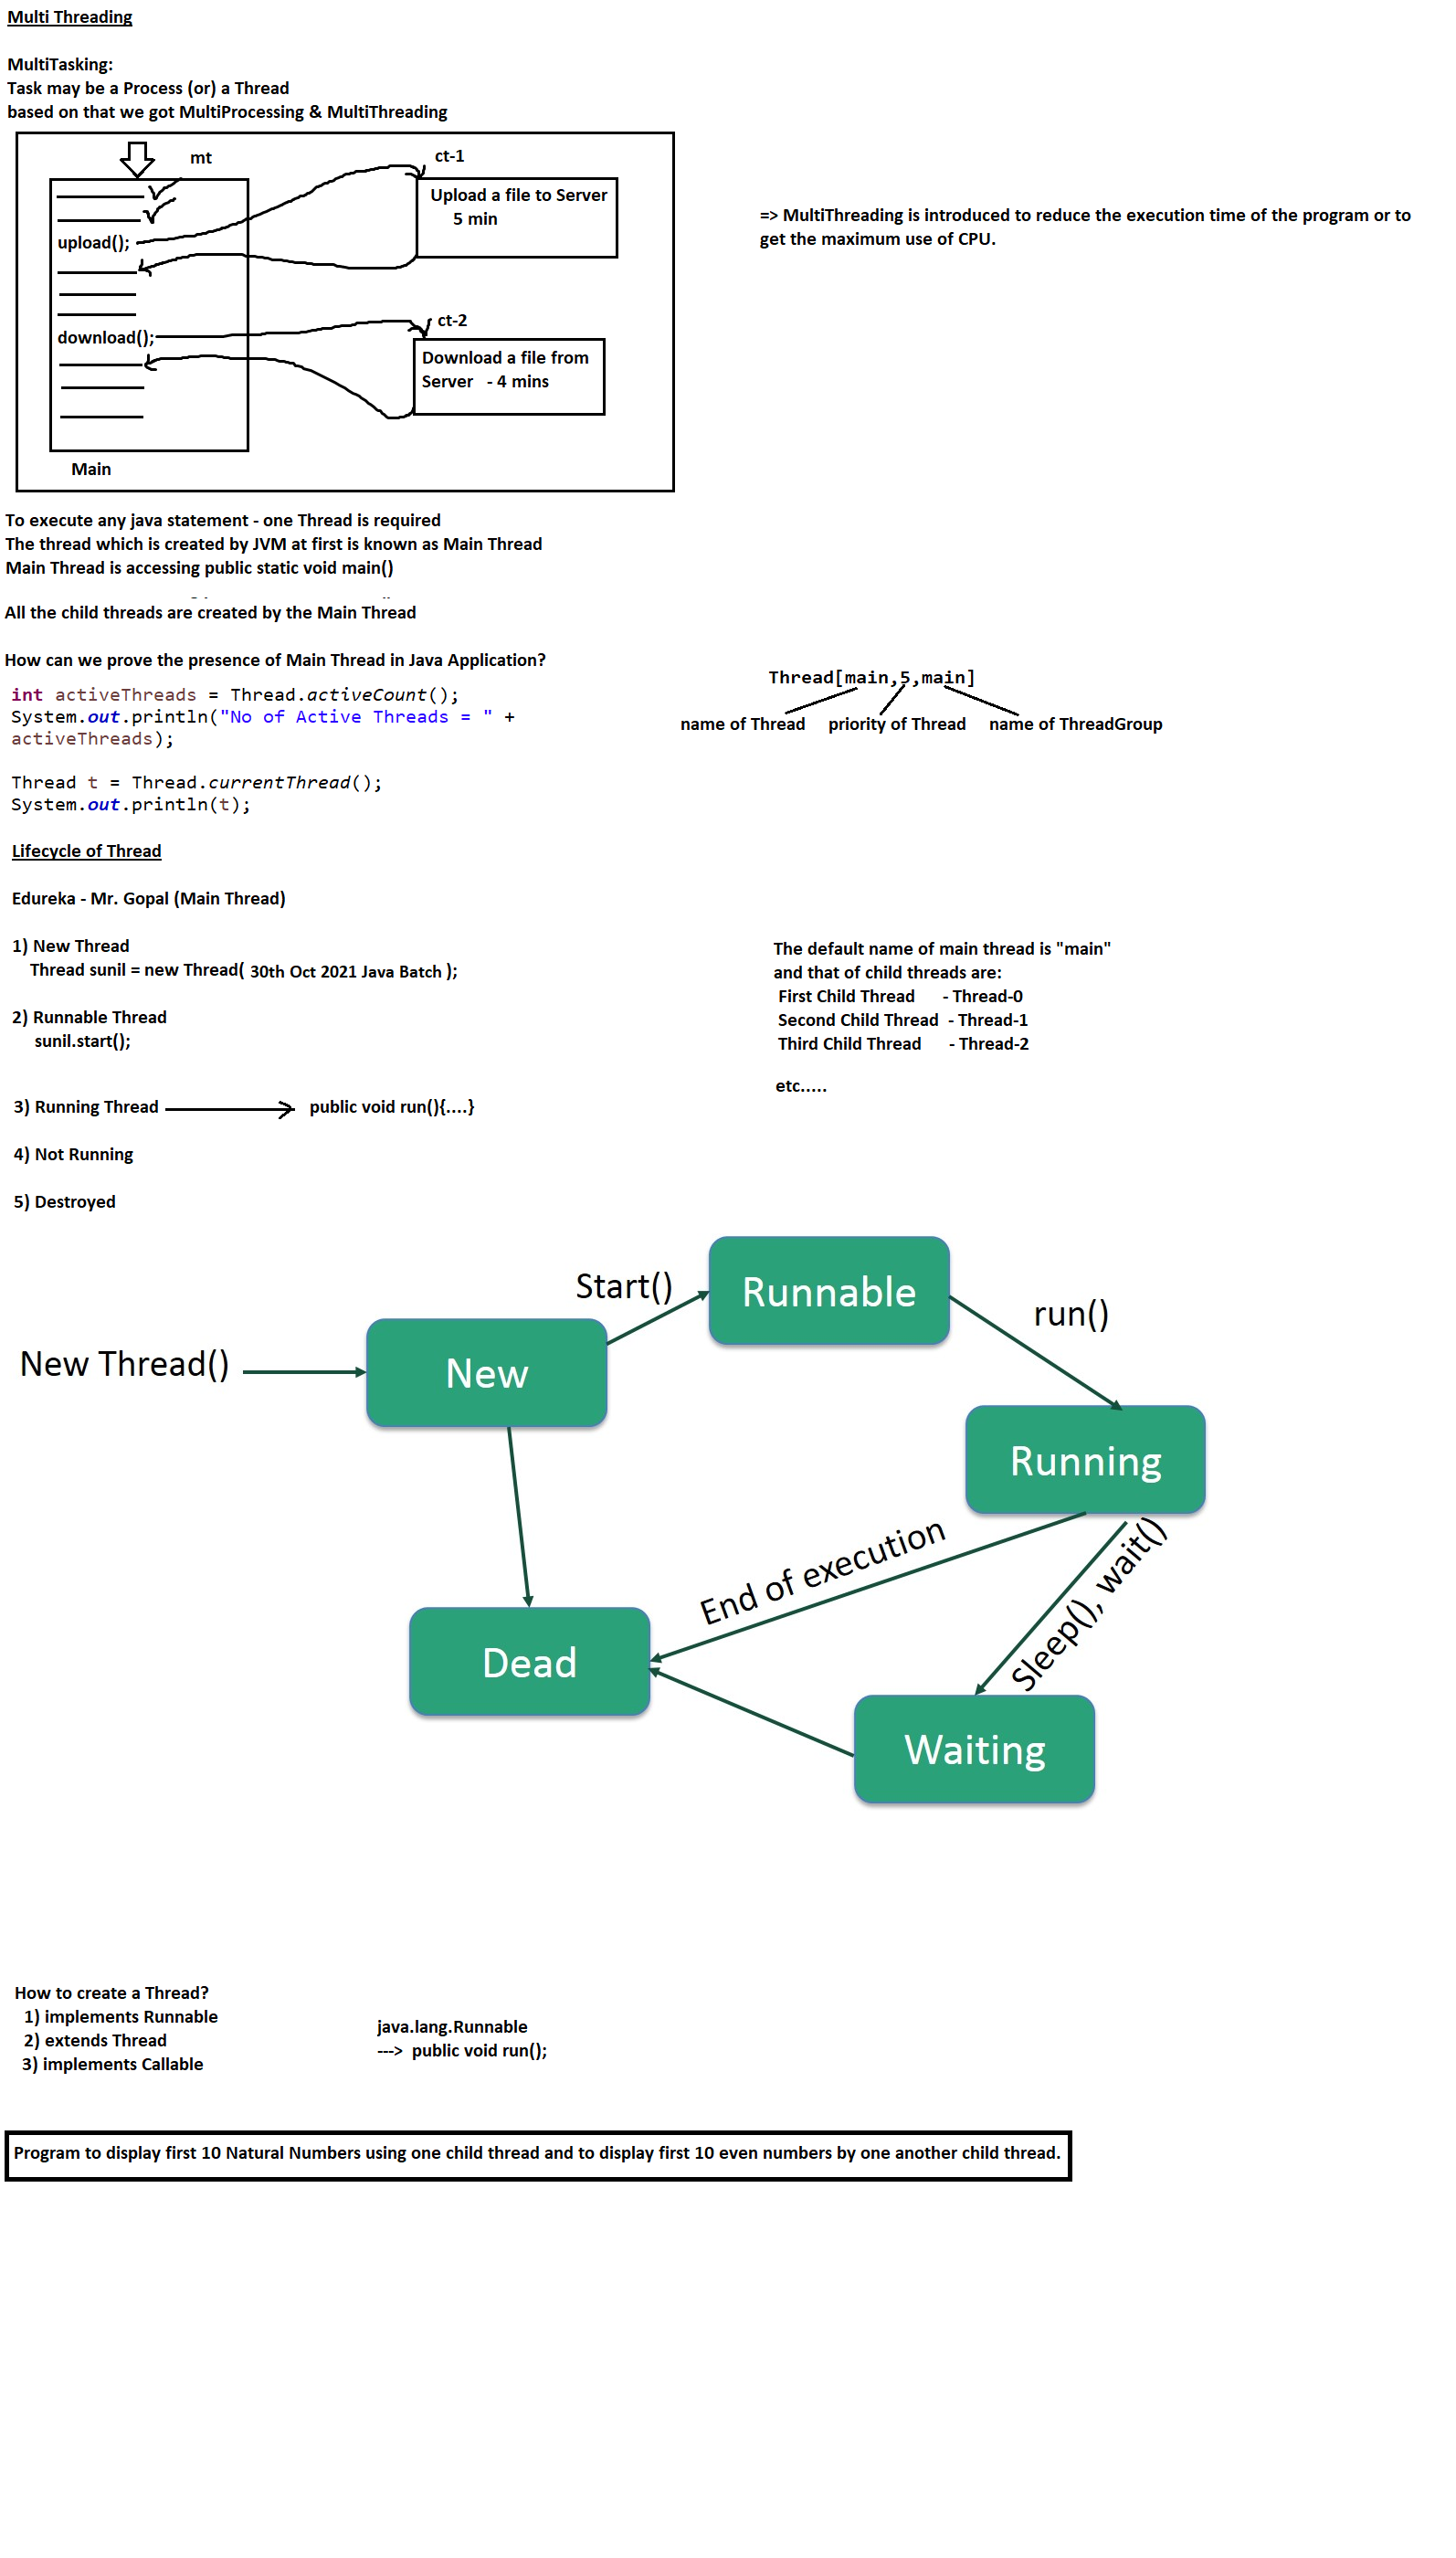 Multi Threading
MultiTasking:
Task may be a Process (or) a Thread
based on that we got MultiProcessing & MultiThreading
mt
ct-1
Upload a file to Server
5 min
upload();
=> MultiThreading is introduced to reduce the execution time of the program or to
get the maximum use of CPU.
ct-2
download();
Download a file from
Server - 4 mins
Main
To execute any java statement - one Thread is required
The thread which is created by JVM at first is known as Main Thread
Main Thread is accessing public static void main()
All the child threads are created by the Main Thread
How can we prove the presence of Main Thread in Java Application?
int activeThreads = Thread.activeCount();
System.out.println("No of Active Threads = " +
activeThreads);
Thread t = Thread.currentThread();
System.out.println(t);
Thread[main,5,main]
name of Thread priority of Thread name of ThreadGroup
Lifecycle of Thread
Edureka - Mr. Gopal (Main Thread)
1) New Thread
Thread sunil = new Thread( 30th Oct 2021 Java Batch );
2) Runnable Thread
sunil.start();
3) Running Thread public void run(){....}
4) Not Running
5) Destroyed
The default name of main thread is "main"
and that of child threads are:
First Child Thread - Thread-0
Second Child Thread - Thread-1
Third Child Thread - Thread-2
etc.....
Start()
Runnable
run()
New Thread()
New
Running
End of execution
Sleep(), wait()
Dead
Waiting
How to create a Thread?
1) implements Runnable
2) extends Thread
3) implements Callable
java.lang.Runnable
---> public void run();
Program to display first 10 Natural Numbers using one child thread and to display first 10 even numbers by one another child thread.